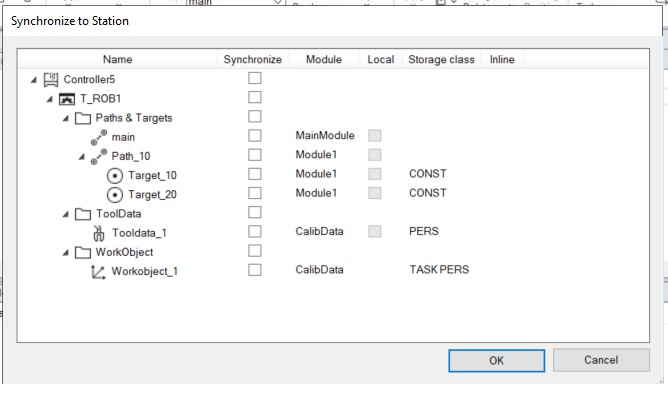 main
Synchronize to Station
Name Synchronize Module Local Storage class Inline
Controller5
T_ROB1
Paths & Targets
main MainModule
Path_10 Module1
Target_10 Module1 CONST
Target_20 Module1 CONST
ToolData
Tooldata_1 CalibData PERS
WorkObject
Workobject_1 CalibData TASK PERS
OK Cancel